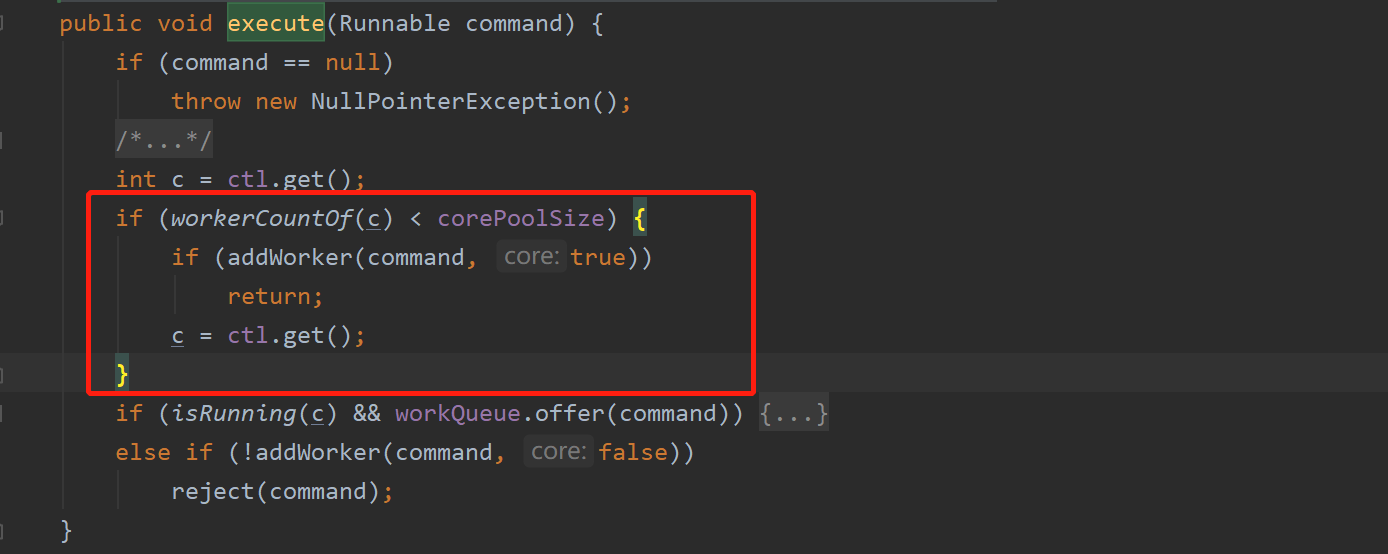 public void execute(Runnable command) {
if (command == null)
throw new NullPointerException();
/*...*/
int c = ctl.get();
if (workerCountOf(c) < corePoolSize) {
if (addWorker(command, core: true))
return;
c = ctl.get();
}
if (isRunning(c) && workQueue.offer(command)) {...}
else if (!addWorker(command, core: false))
reject(command);
}